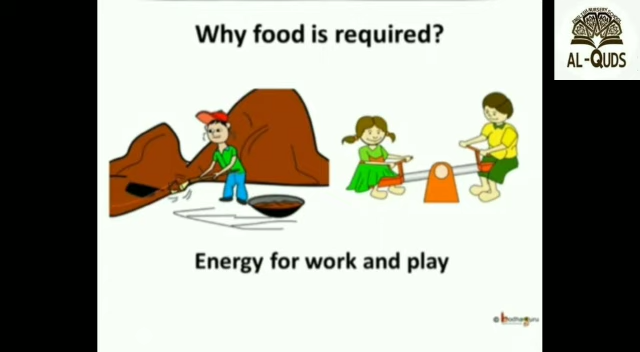 Why food is required?
AL-QUDS
Energy for work and play